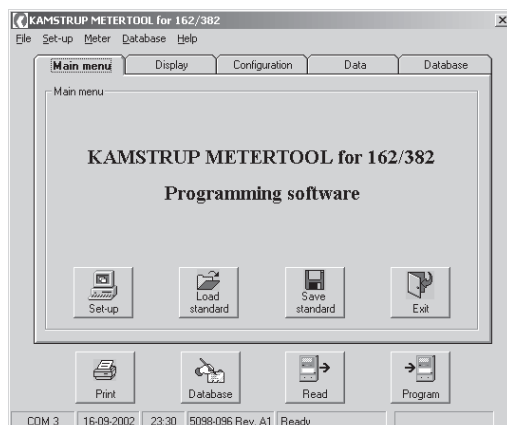 KAMSTRUP METERTOOL for 162/382
File Set-up Meter Database Help
Main menu Display Configuration Data Database
Main menu
KAMSTRUP METERTOOL for 162/382
Programming software
Set-up Load standard Save standard Exit
Print Database Read Program
COM 3 16-09-2002 23:30 5098-096 Rev. A1 Ready